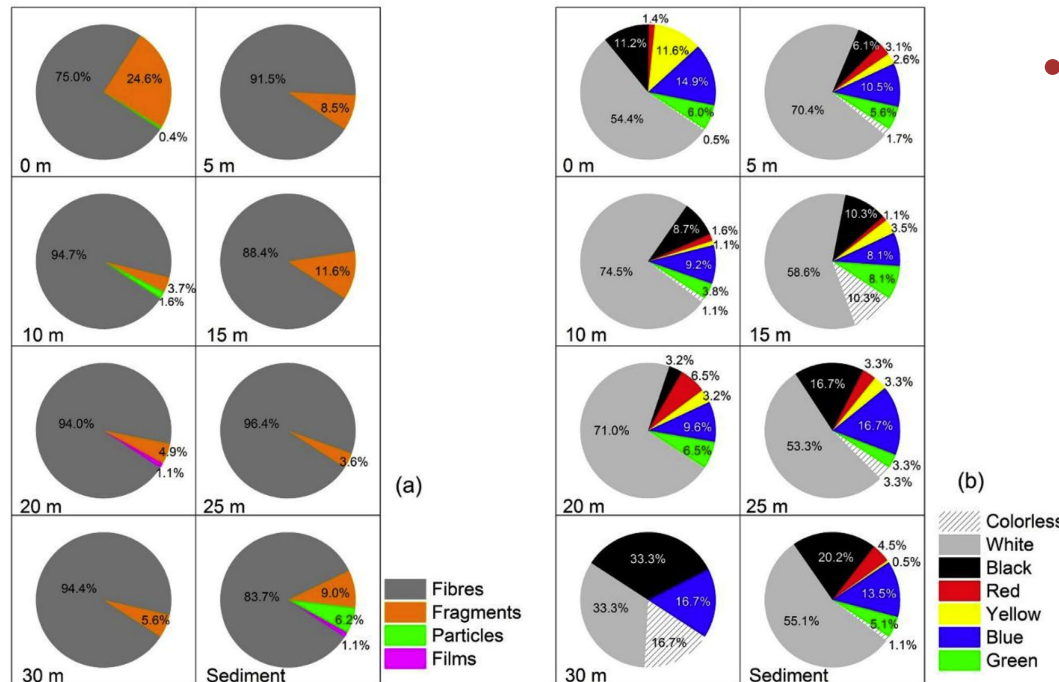 75.0%
24.6%
0.4%
0 m
91.5%
8.5%
5 m
94.7%
3.7%
1.6%
10 m
88.4%
11.6%
15 m
94.0%
4.9%
1.1%
20 m
96.4%
3.6%
25 m
94.4%
5.6%
30 m
83.7%
9.0%
6.2%
1.1%
Sediment
(a)
Fibres
Fragments
Particles
Films
11.2%
1.4%
11.6%
14.9%
6.0%
0.5%
54.4%
0 m
6.1%
3.1%
2.6%
10.5%
5.6%
1.7%
70.4%
5 m
8.7%
1.6%
1.1%
9.2%
3.8%
1.1%
74.5%
10 m
10.3%
1.1%
3.5%
8.1%
8.1%
10.3%
58.6%
15 m
3.2%
6.5%
3.2%
9.6%
6.5%
71.0%
20 m
16.7%
3.3%
3.3%
16.7%
3.3%
3.3%
53.3%
25 m
33.3%
16.7%
16.7%
33.3%
30 m
20.2%
4.5%
0.5%
13.5%
5.1%
1.1%
55.1%
Sediment
(b)
Colorless
White
Black
Red
Yellow
Blue
Green